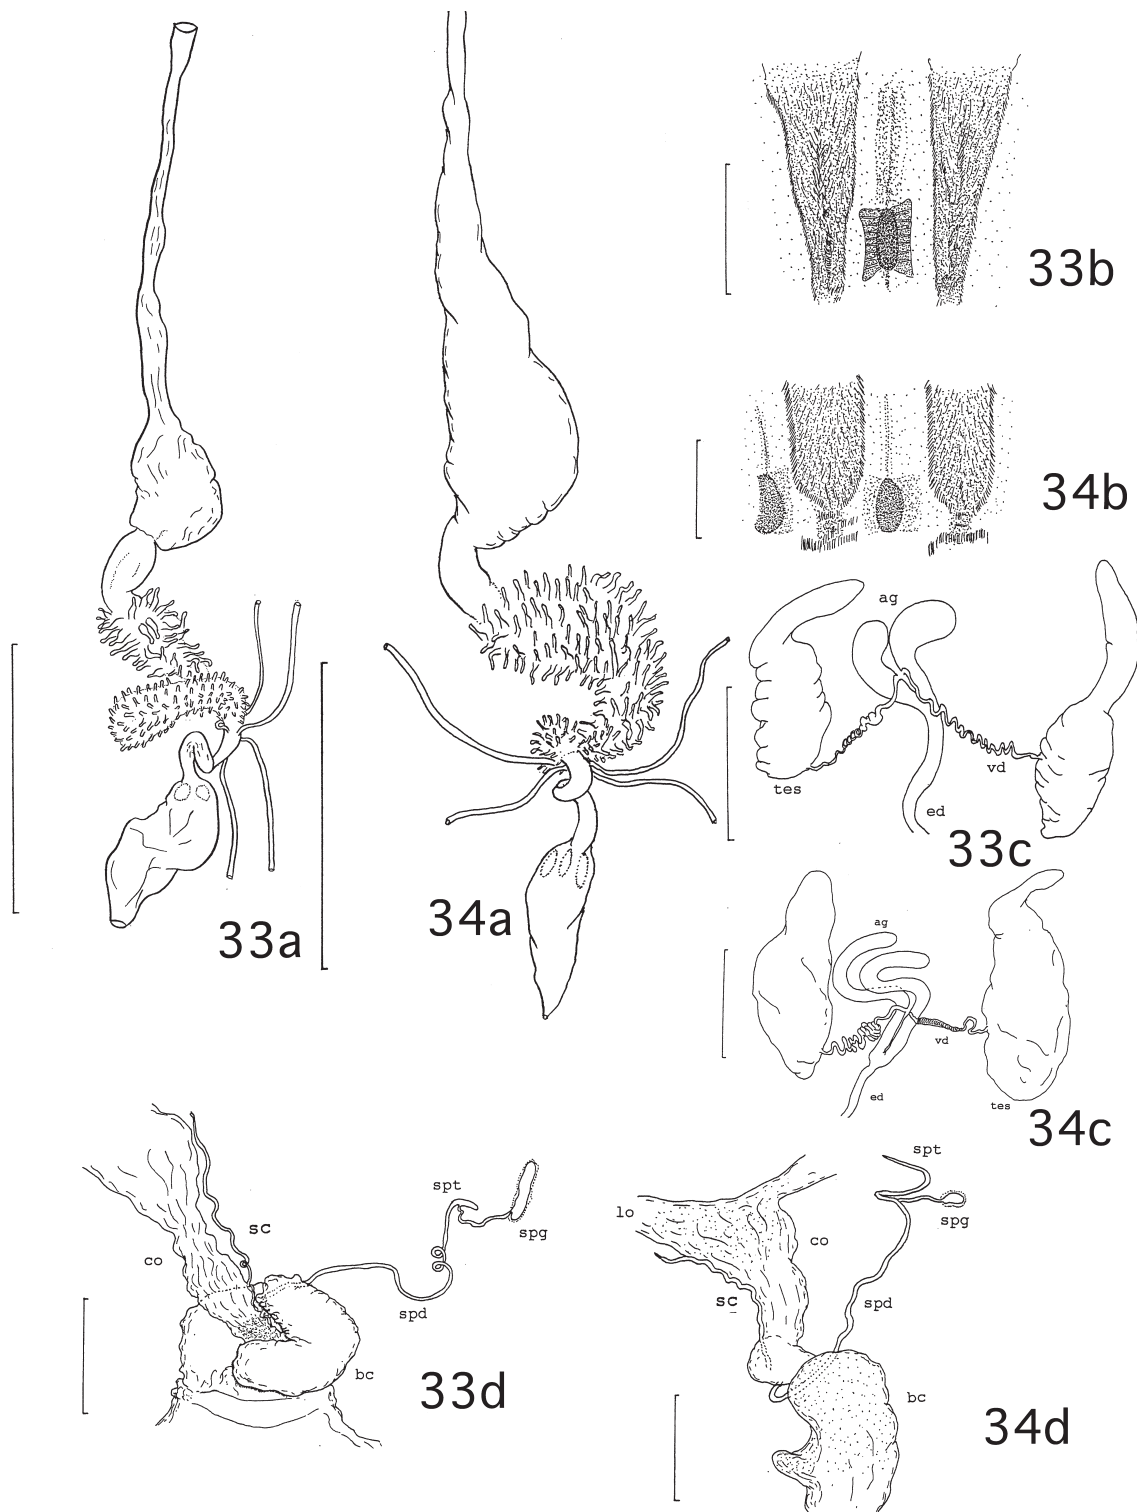 33b
34b
ag
tes
vd
ed
33c
33a
34a
ag
vd
ed
tes
34c
spt
sc
co
spg
spd
bc
33d
spt
lo
spg
co
sc
spd
bc
34d